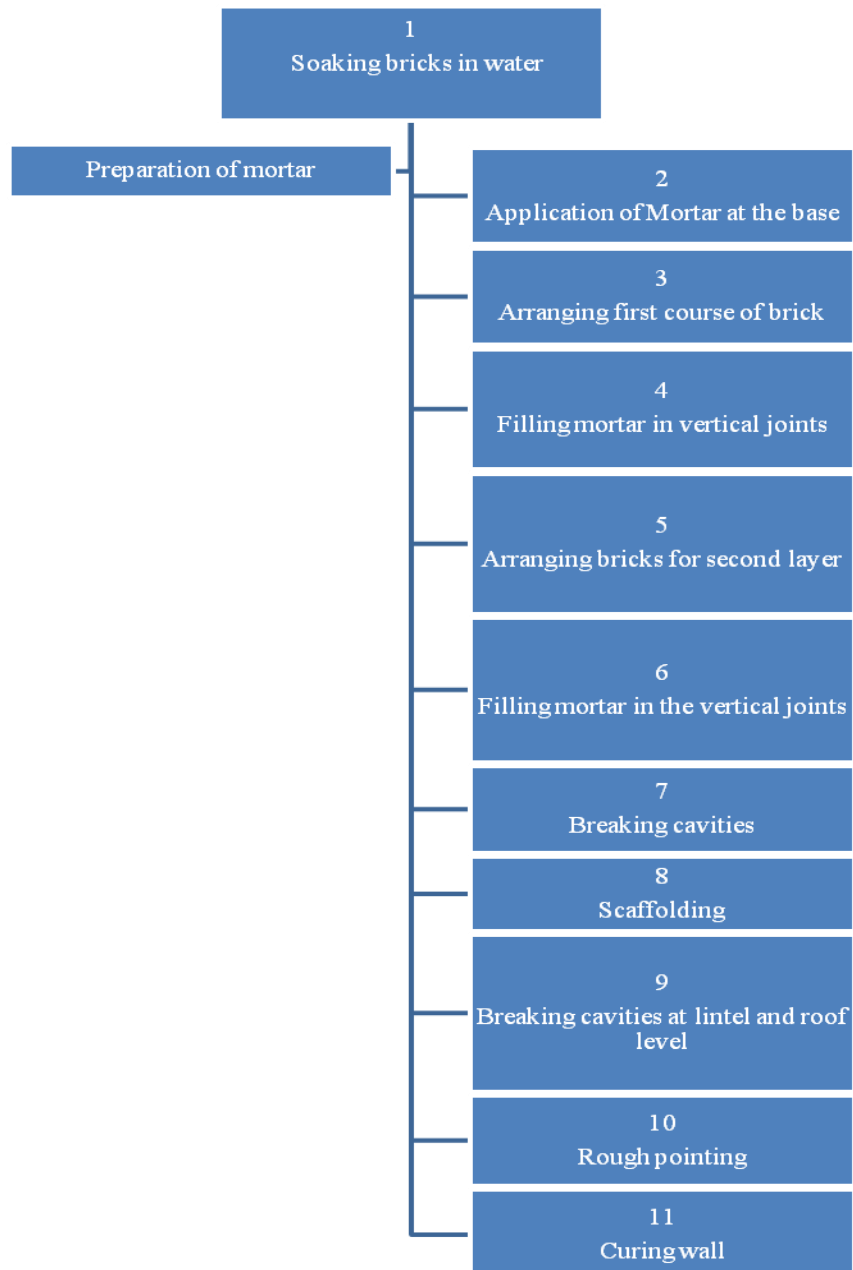 1
Soaking bricks in water
Preparation of mortar
2
Application of Mortar at the base
3
Arranging first course of brick
4
Filling mortar in vertical joints
5
Arranging bricks for second layer
6
Filling mortar in the vertical joints
7
Breaking cavities
8
Scaffolding
9
Breaking cavities at lintel and roof
level
10
Rough pointing
11
Curing wall